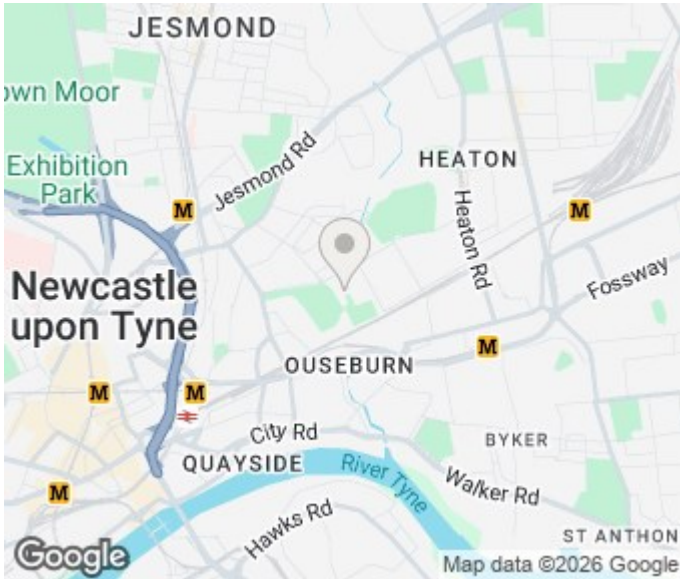 JESMOND
own Moor
Exhibition
Park
M
Jesmond Rd
HEATON
M
Heaton Rd
Newcastle
upon Tyne
Fossway
M
OUSEBURN
M
M
City Rd
BYKER
QUAYSIDE
River Tyne
Walker Rd
M
Hawks Rd
ST ANTHON
Google
Map data ©2026 Google